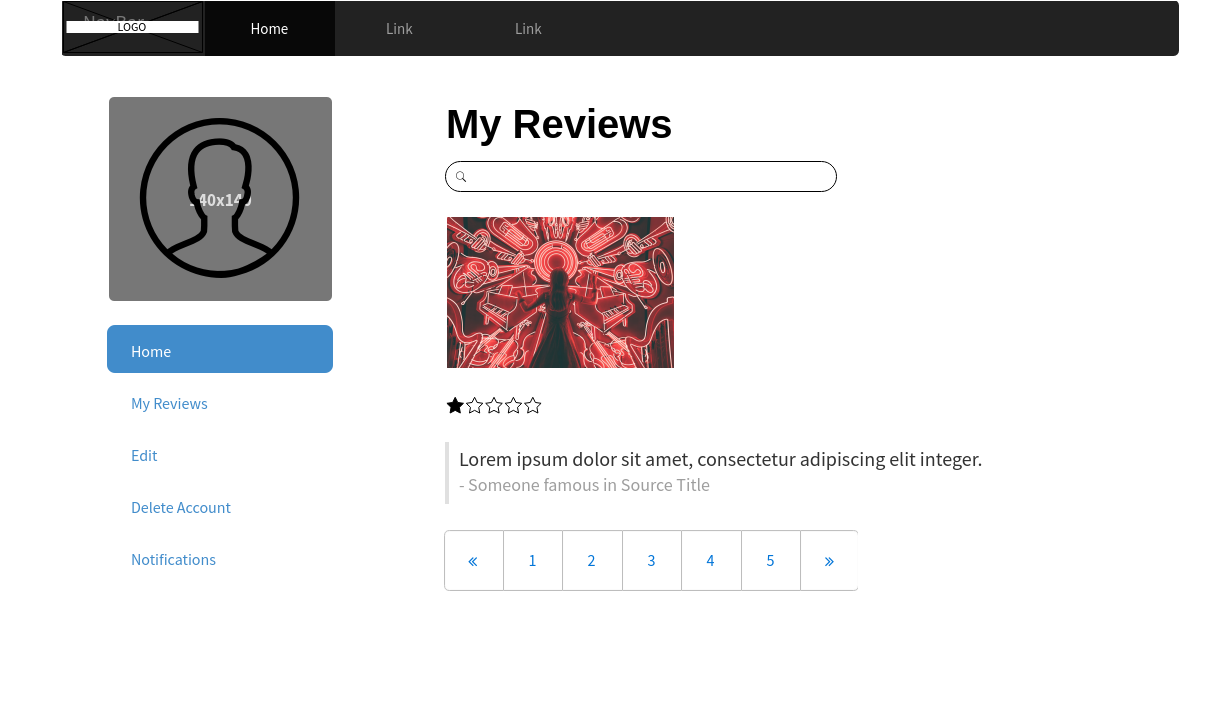 LOGO
Home
Link
Link
My Reviews
Home
My Reviews
Edit
Delete Account
Notifications
Lorem ipsum dolor sit amet, consectetur adipiscing elit integer.
- Someone famous in Source Title
« 1 2 3 4 5 »